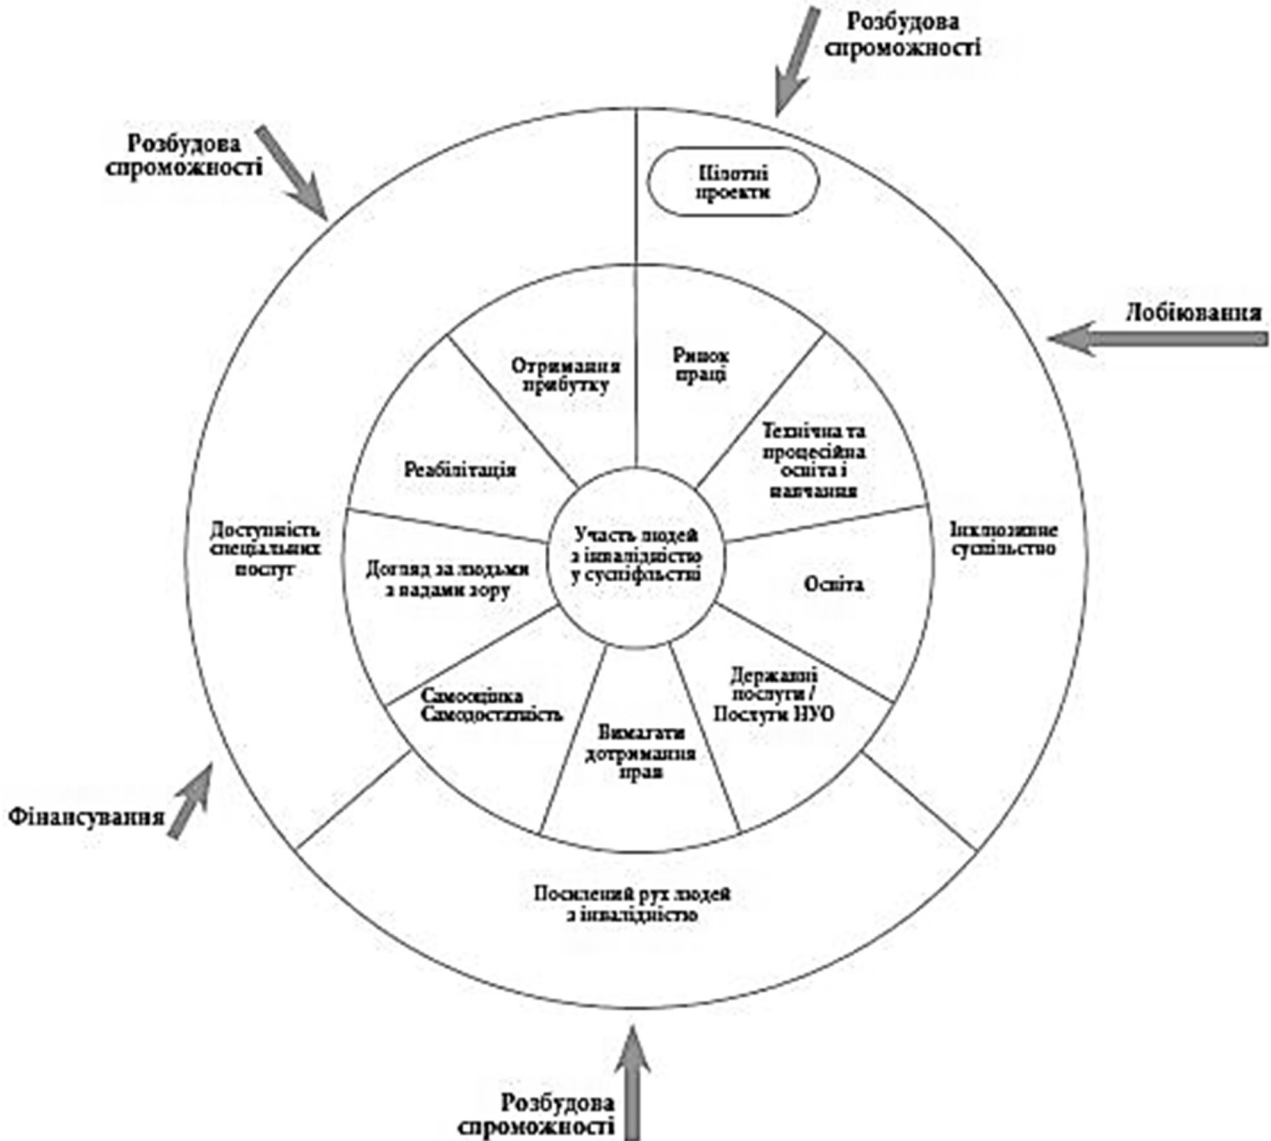 Розбудова
спроможності
Розбудова
спроможності
Пілотні
проекти
Лобіювання
Отримання
прибутку
Ринок
праці
Реабілітація
Технічна та
процесійна
освіта і
навчання
Доступність
спеціальних
послуг
Участь людей
з інвалідністю
у суспіфльстві
Інклюзивне
суспільство
Догляд за людьми
з вадами зору
Освіта
Самооцінка
Самодостатність
Вимагати
дотримання
прав
Державні
послуги /
Послуги НУО
Фінансування
Посилений рух людей
з інвалідністю
Розбудова
спроможності